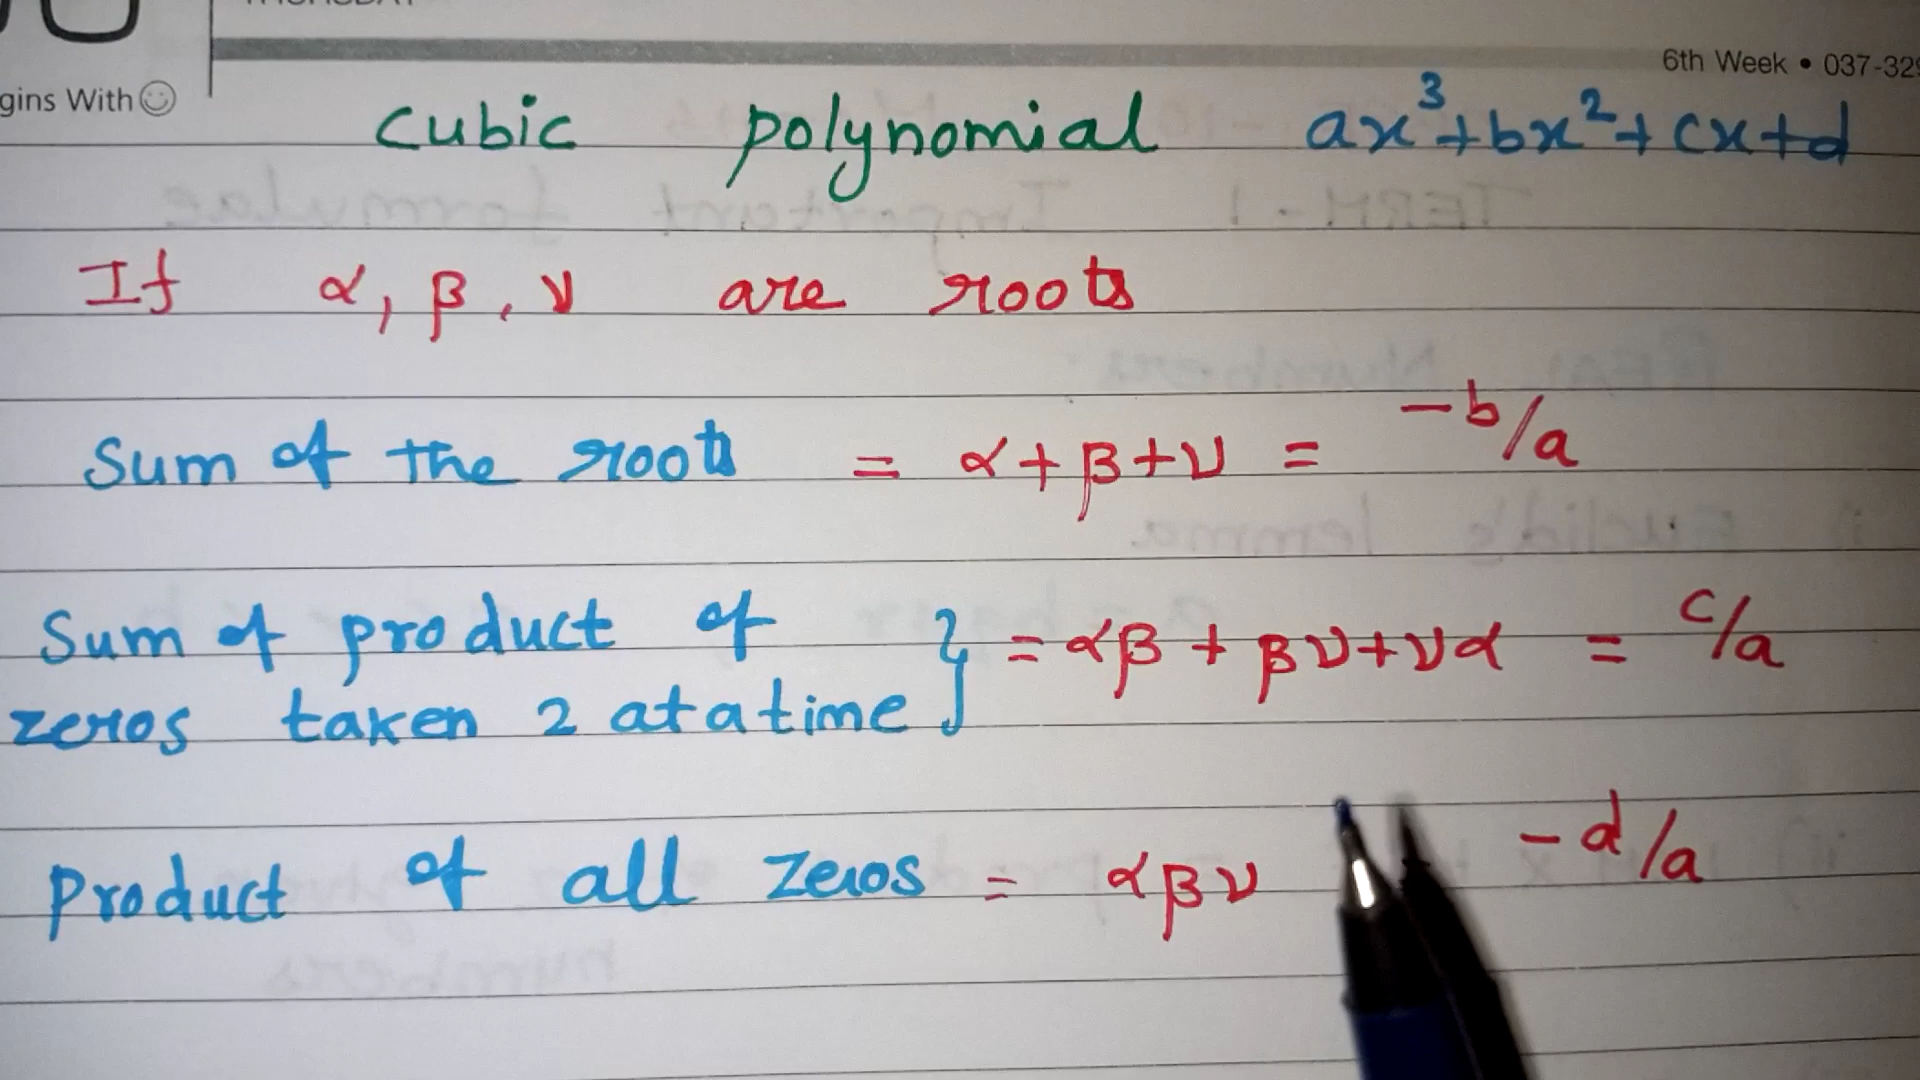 6th Week • 037-329
gins With
cubic polynomial ax³+bx²+cx+d
If α, β, ν are roots
Sum of the roots = α+β+ν = -b/a
Sum of product of zeros taken 2 at a time } = αβ + βν+να = c/a
Product of all zeros = αβν -d/a